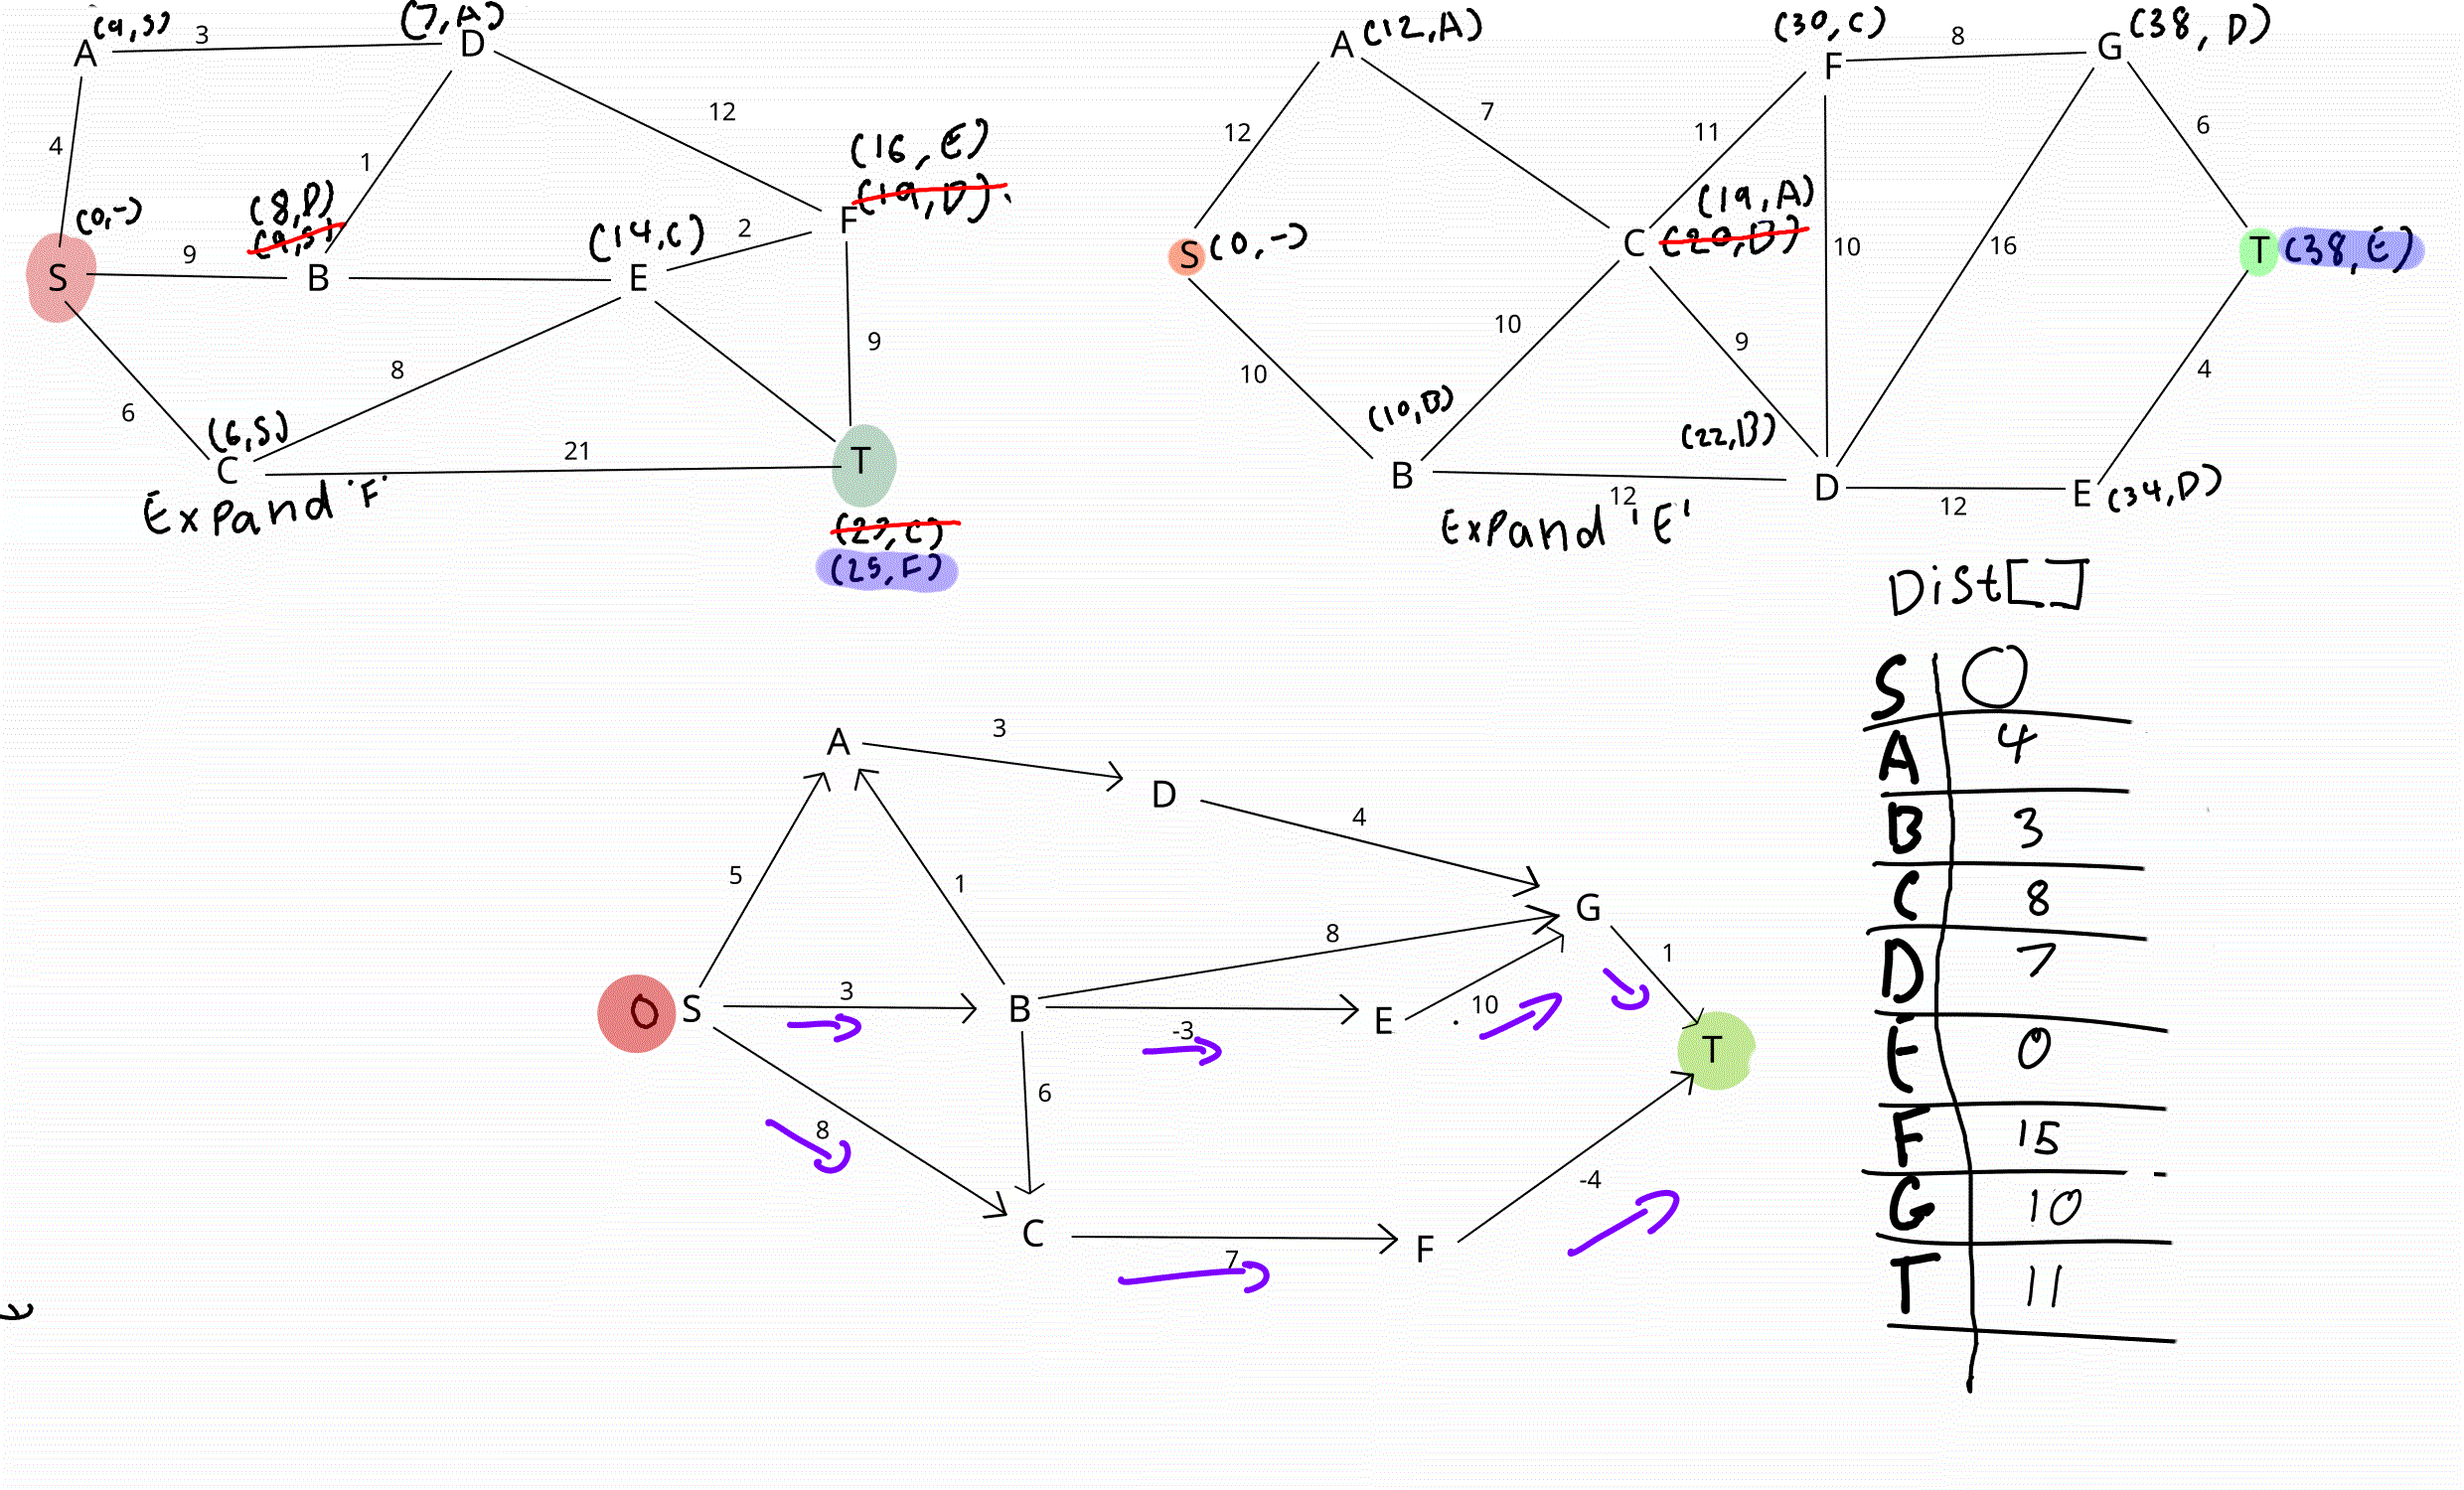 A (4,S)
3
(7,A)
D
4
1
12
(16,E)
(19,D)
F
S (0,-)
9
(8,D)
(9,S)
B
(14,C)
E
2
9
8
6
(6,S)
C
21
T
(23,C)
(25,F)
Expand 'F'
A (12,A)
(30,C)
F
8
G (38, D)
12
7
11
6
S (0,-)
(19,A)
C (20,B)
10
16
T (38,E)
10
10
9
4
(10,B)
B
(22,B)
D
12
12
E (34,D)
Expand 'E'
Dist[]
S 0
A 4
B 3
C 8
D 7
E 0
F 15
G 10
T 11
A
3
D
4
5
1
8
G
1
0 S
3
B
-3
E
10
T
6
8
C
7
F
-4